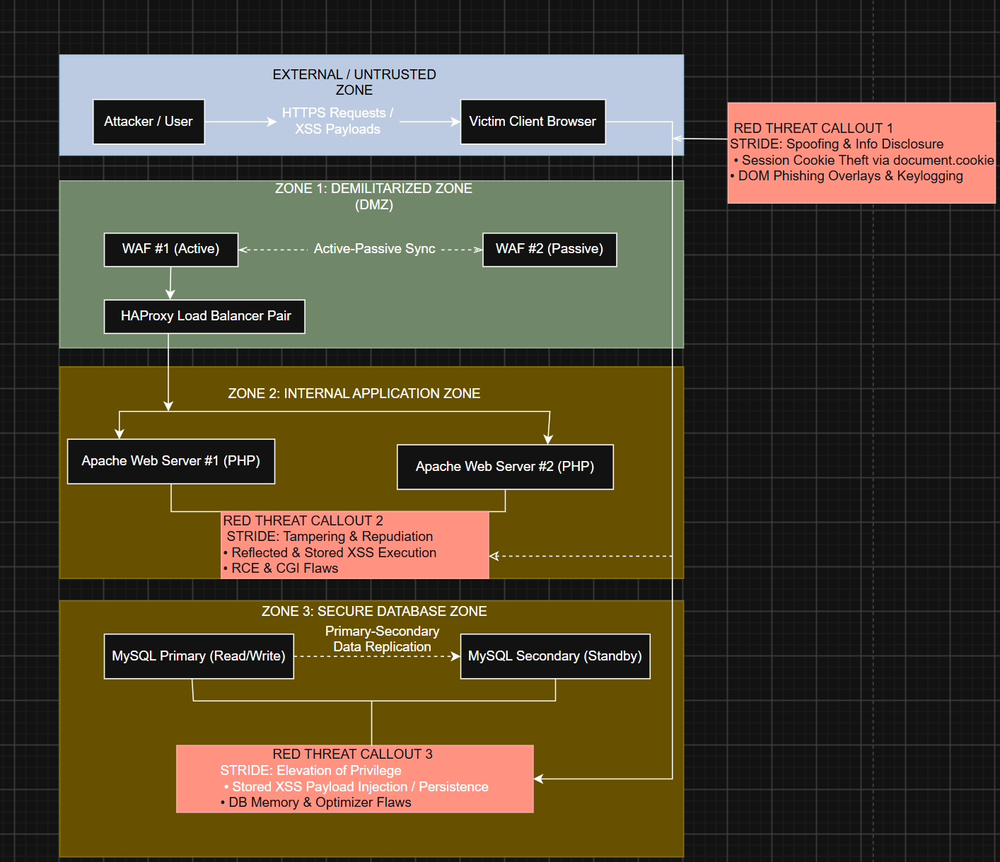 EXTERNAL / UNTRUSTED
ZONE
Attacker / User
HTTPS Requests /
XSS Payloads
Victim Client Browser
RED THREAT CALLOUT 1
STRIDE: Spoofing & Info Disclosure
• Session Cookie Theft via document.cookie
• DOM Phishing Overlays & Keylogging
ZONE 1: DEMILITARIZED ZONE
(DMZ)
WAF #1 (Active)
Active-Passive Sync
WAF #2 (Passive)
HAProxy Load Balancer Pair
ZONE 2: INTERNAL APPLICATION ZONE
Apache Web Server #1 (PHP)
Apache Web Server #2 (PHP)
RED THREAT CALLOUT 2
STRIDE: Tampering & Repudiation
• Reflected & Stored XSS Execution
• RCE & CGI Flaws
ZONE 3: SECURE DATABASE ZONE
Primary-Secondary
Data Replication
MySQL Primary (Read/Write)
MySQL Secondary (Standby)
RED THREAT CALLOUT 3
STRIDE: Elevation of Privilege
• Stored XSS Payload Injection / Persistence
• DB Memory & Optimizer Flaws